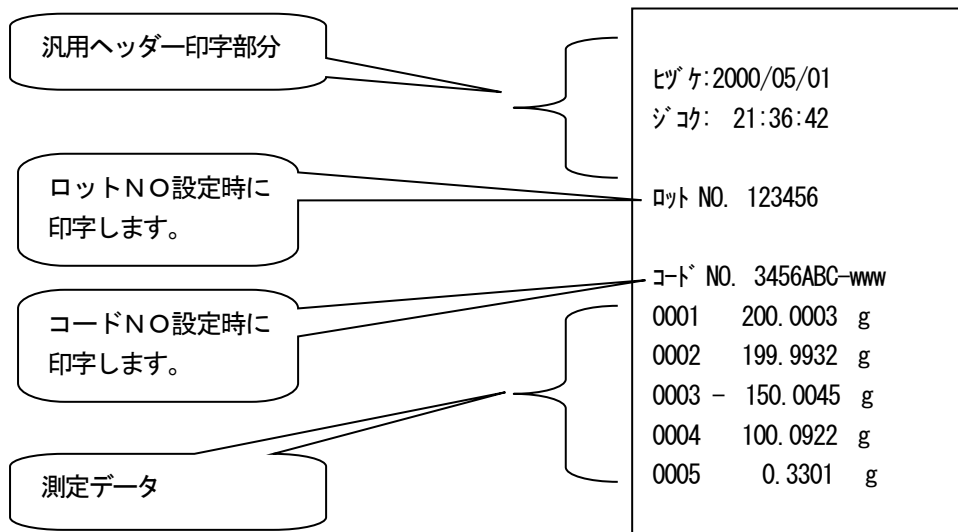 汎用ヘッダー印字部分
ロットＮＯ設定時に
印字します。
コードＮＯ設定時に
印字します。
測定データ
ﾋﾂﾞｹ:2000/05/01
ｼﾞｺｸ: 21:36:42
ﾛｯﾄ NO. 123456
ｺｰﾄﾞ NO. 3456ABC-www
0001 200.0003 g
0002 199.9932 g
0003 - 150.0045 g
0004 100.0922 g
0005 0.3301 g